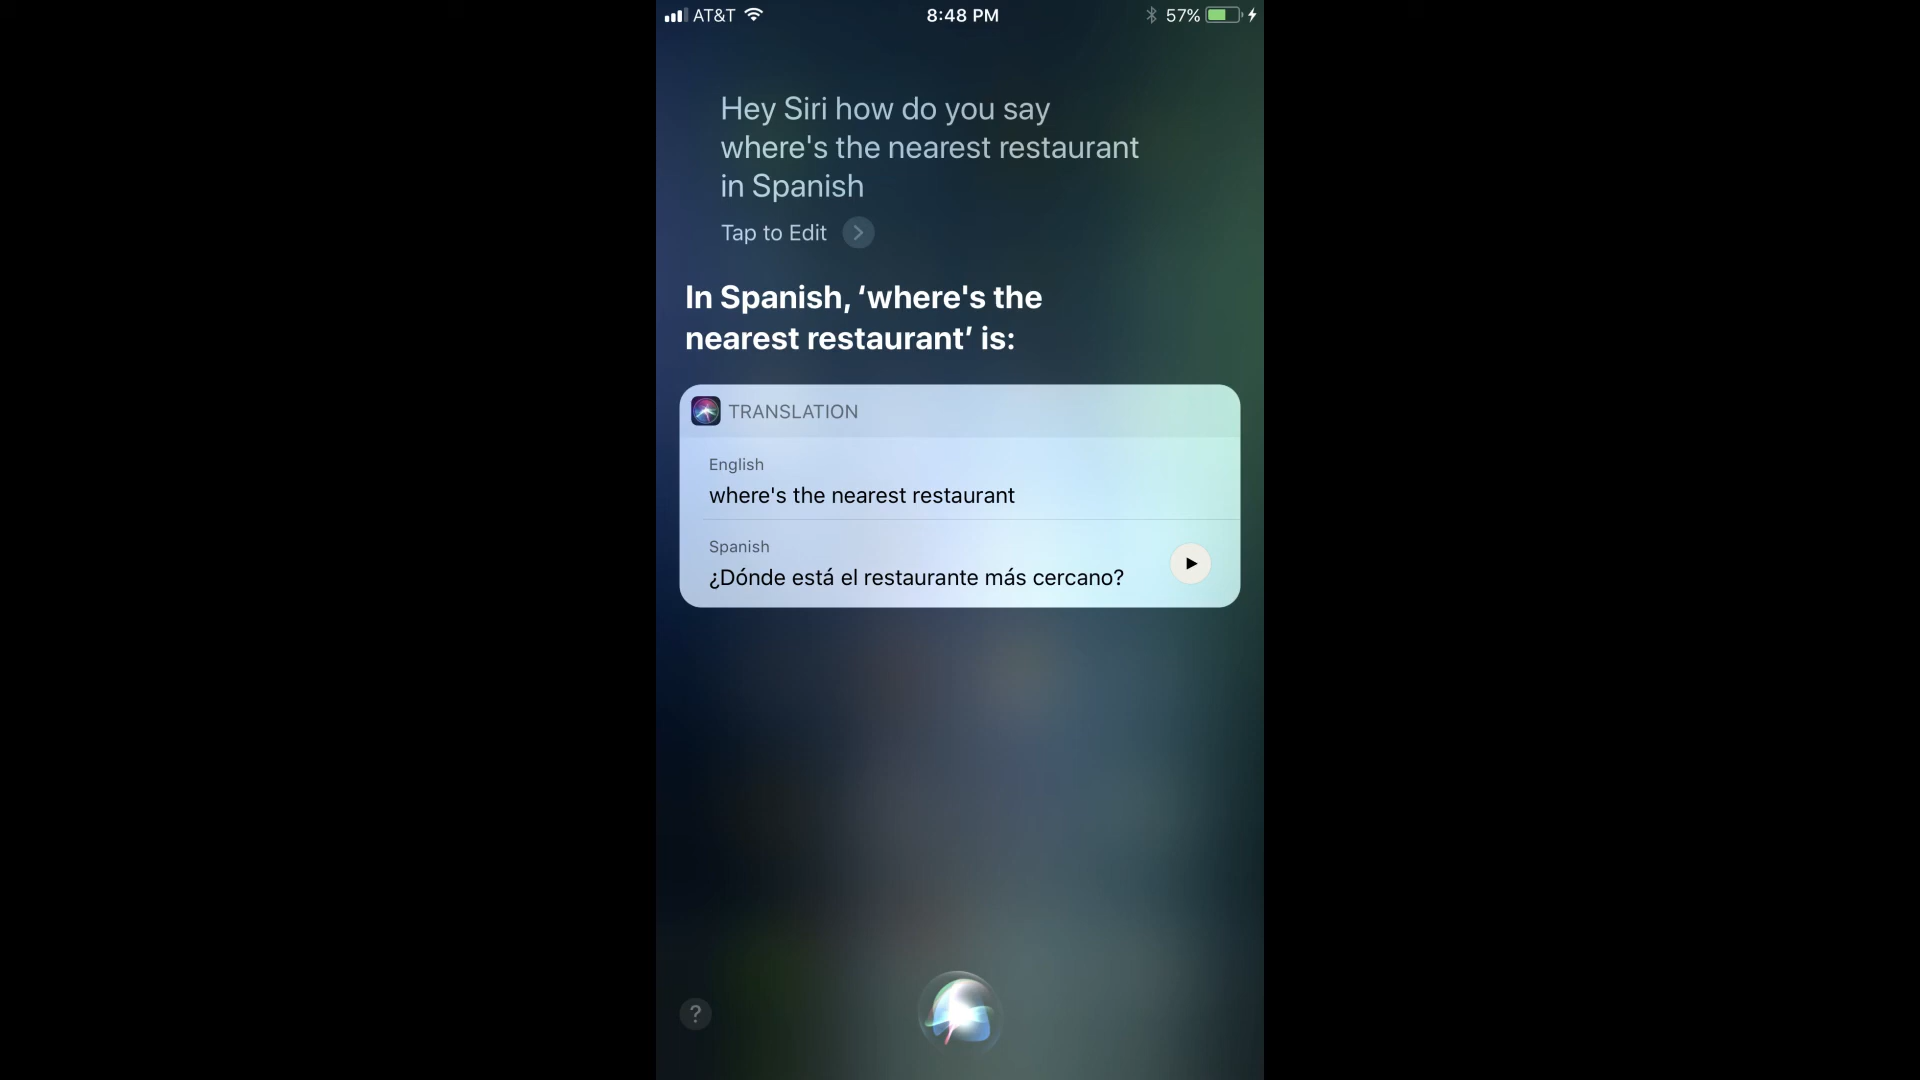 AT&T 8:48 PM 57%
Hey Siri how do you say
where's the nearest restaurant
in Spanish
Tap to Edit
In Spanish, ‘where's the
nearest restaurant’ is:
TRANSLATION
English
where's the nearest restaurant
Spanish
¿Dónde está el restaurante más cercano?
?